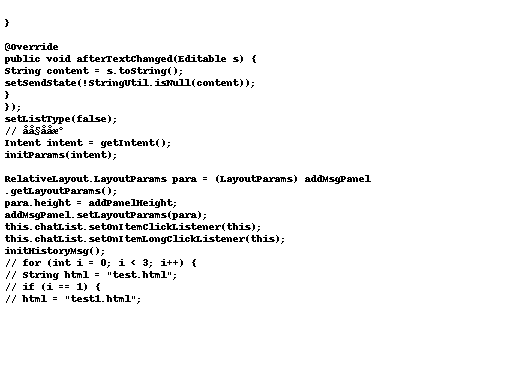 }
@Override
public void afterTextChanged(Editable s) {
String content = s.toString();
setSendState(!StringUtil.isNull(content));
}
});
setListType(false);
// åå§ååæ°
Intent intent = getIntent();
initParams(intent);
RelativeLayout.LayoutParams para = (LayoutParams) addMsgPanel
.getLayoutParams();
para.height = addPanelHeight;
addMsgPanel.setLayoutParams(para);
this.chatList.setOnItemClickListener(this);
this.chatList.setOnItemLongClickListener(this);
initHistoryMsg();
// for (int i = 0; i < 3; i++) {
// String html = "test.html";
// if (i == 1) {
// html = "test1.html";